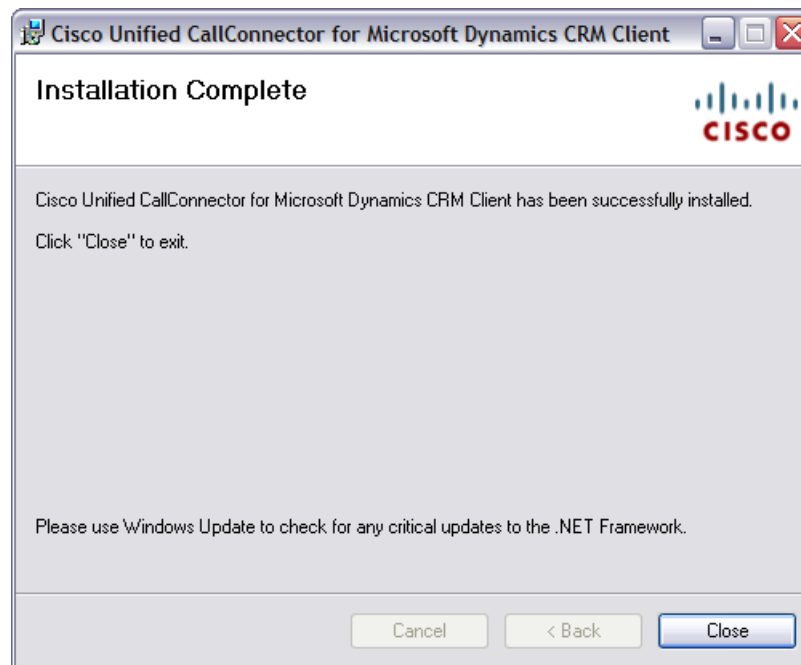 Cisco Unified CallConnector for Microsoft Dynamics CRM Client
Installation Complete
CISCO
Cisco Unified CallConnector for Microsoft Dynamics CRM Client has been successfully installed.
Click "Close" to exit.
Please use Windows Update to check for any critical updates to the .NET Framework.
Cancel
< Back
Close